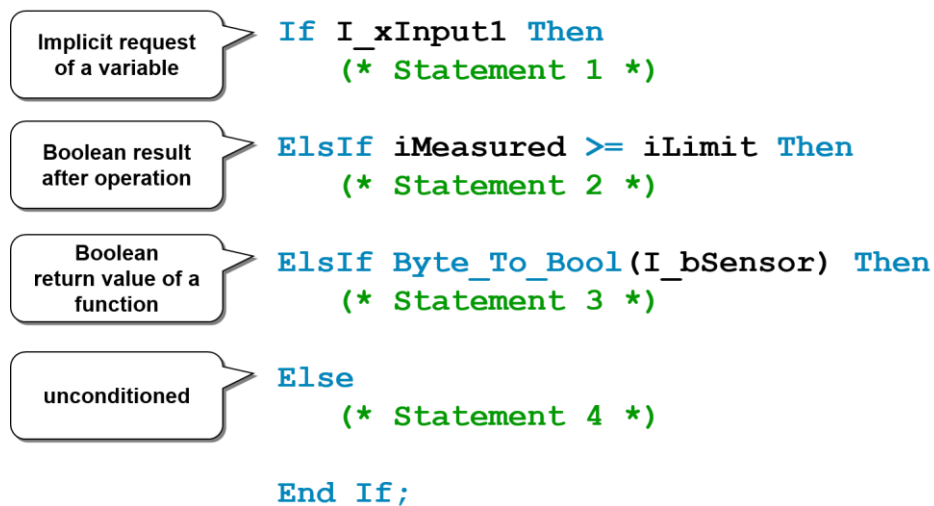 Implicit request
of a variable
If I_xInput1 Then
(* Statement 1 *)
Boolean result
after operation
ElsIf iMeasured >= iLimit Then
(* Statement 2 *)
Boolean
return value of a
function
ElsIf Byte_To_Bool(I_bSensor) Then
(* Statement 3 *)
unconditioned
Else
(* Statement 4 *)
End If;